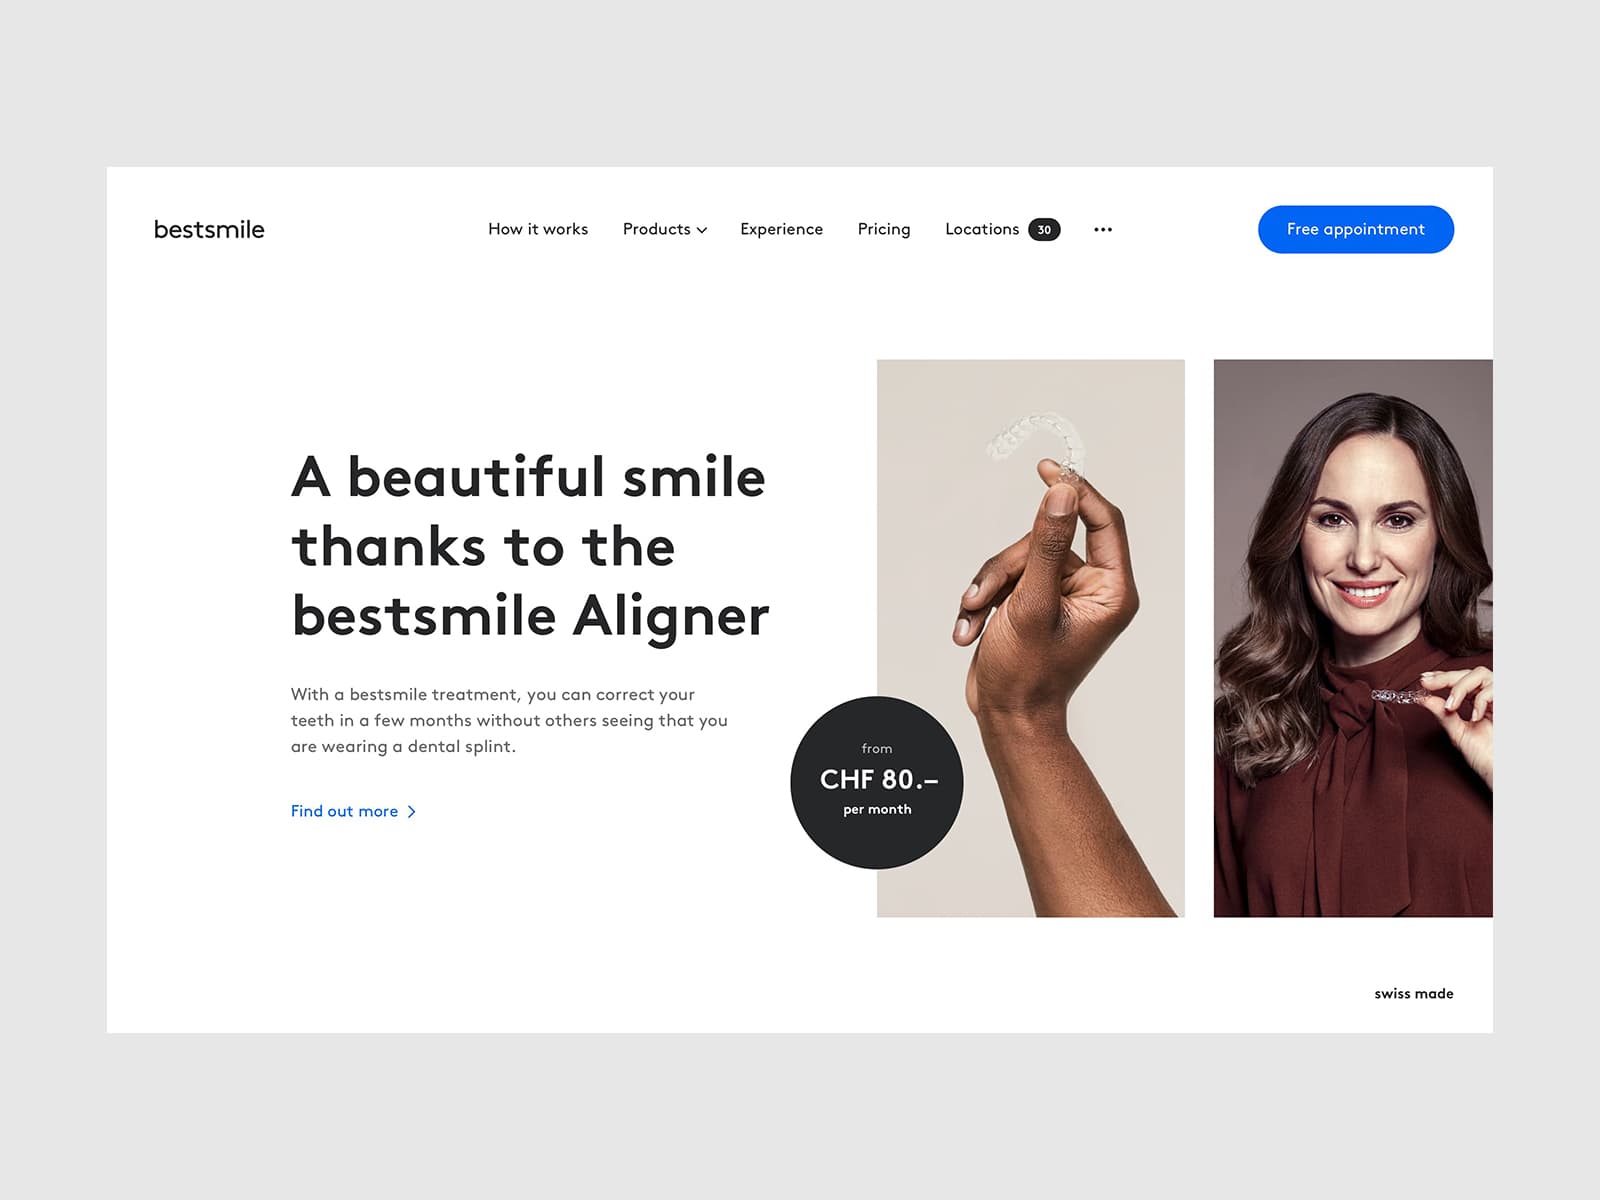 bestsmile
How it works
Products
Experience
Pricing
Locations 30
Free appointment
A beautiful smile
thanks to the
bestsmile Aligner
With a bestsmile treatment, you can correct your
teeth in a few months without others seeing that you
are wearing a dental splint.
Find out more
from
CHF 80.–
per month
swiss made